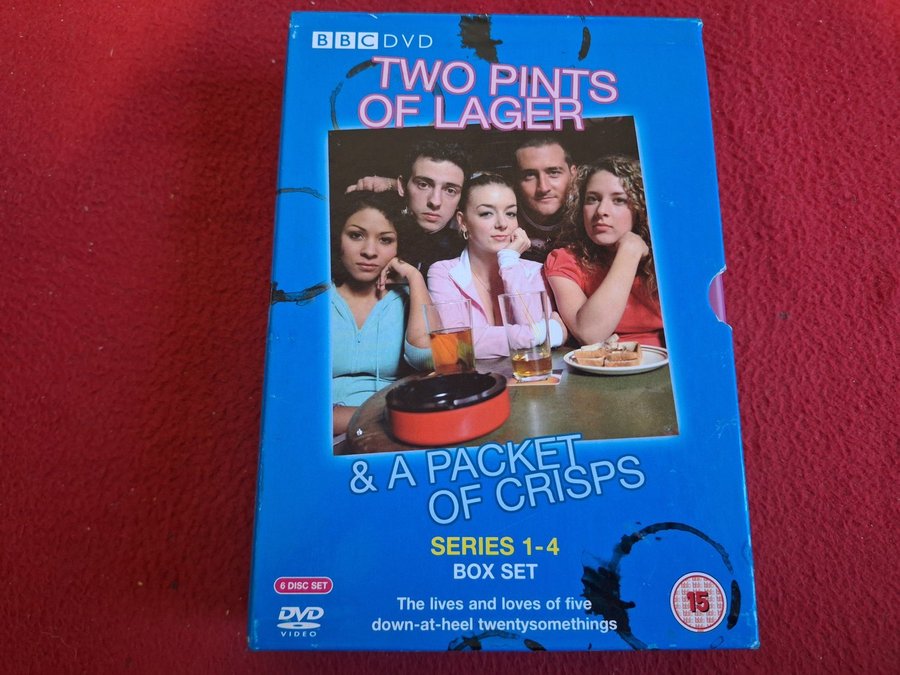 BBC DVD
TWO PINTS
OF LAGER
& A PACKET
OF CRISPS
SERIES 1-4
BOX SET
6 DISC SET
DVD
VIDEO
The lives and loves of five
down-at-heel twentysomethings
15